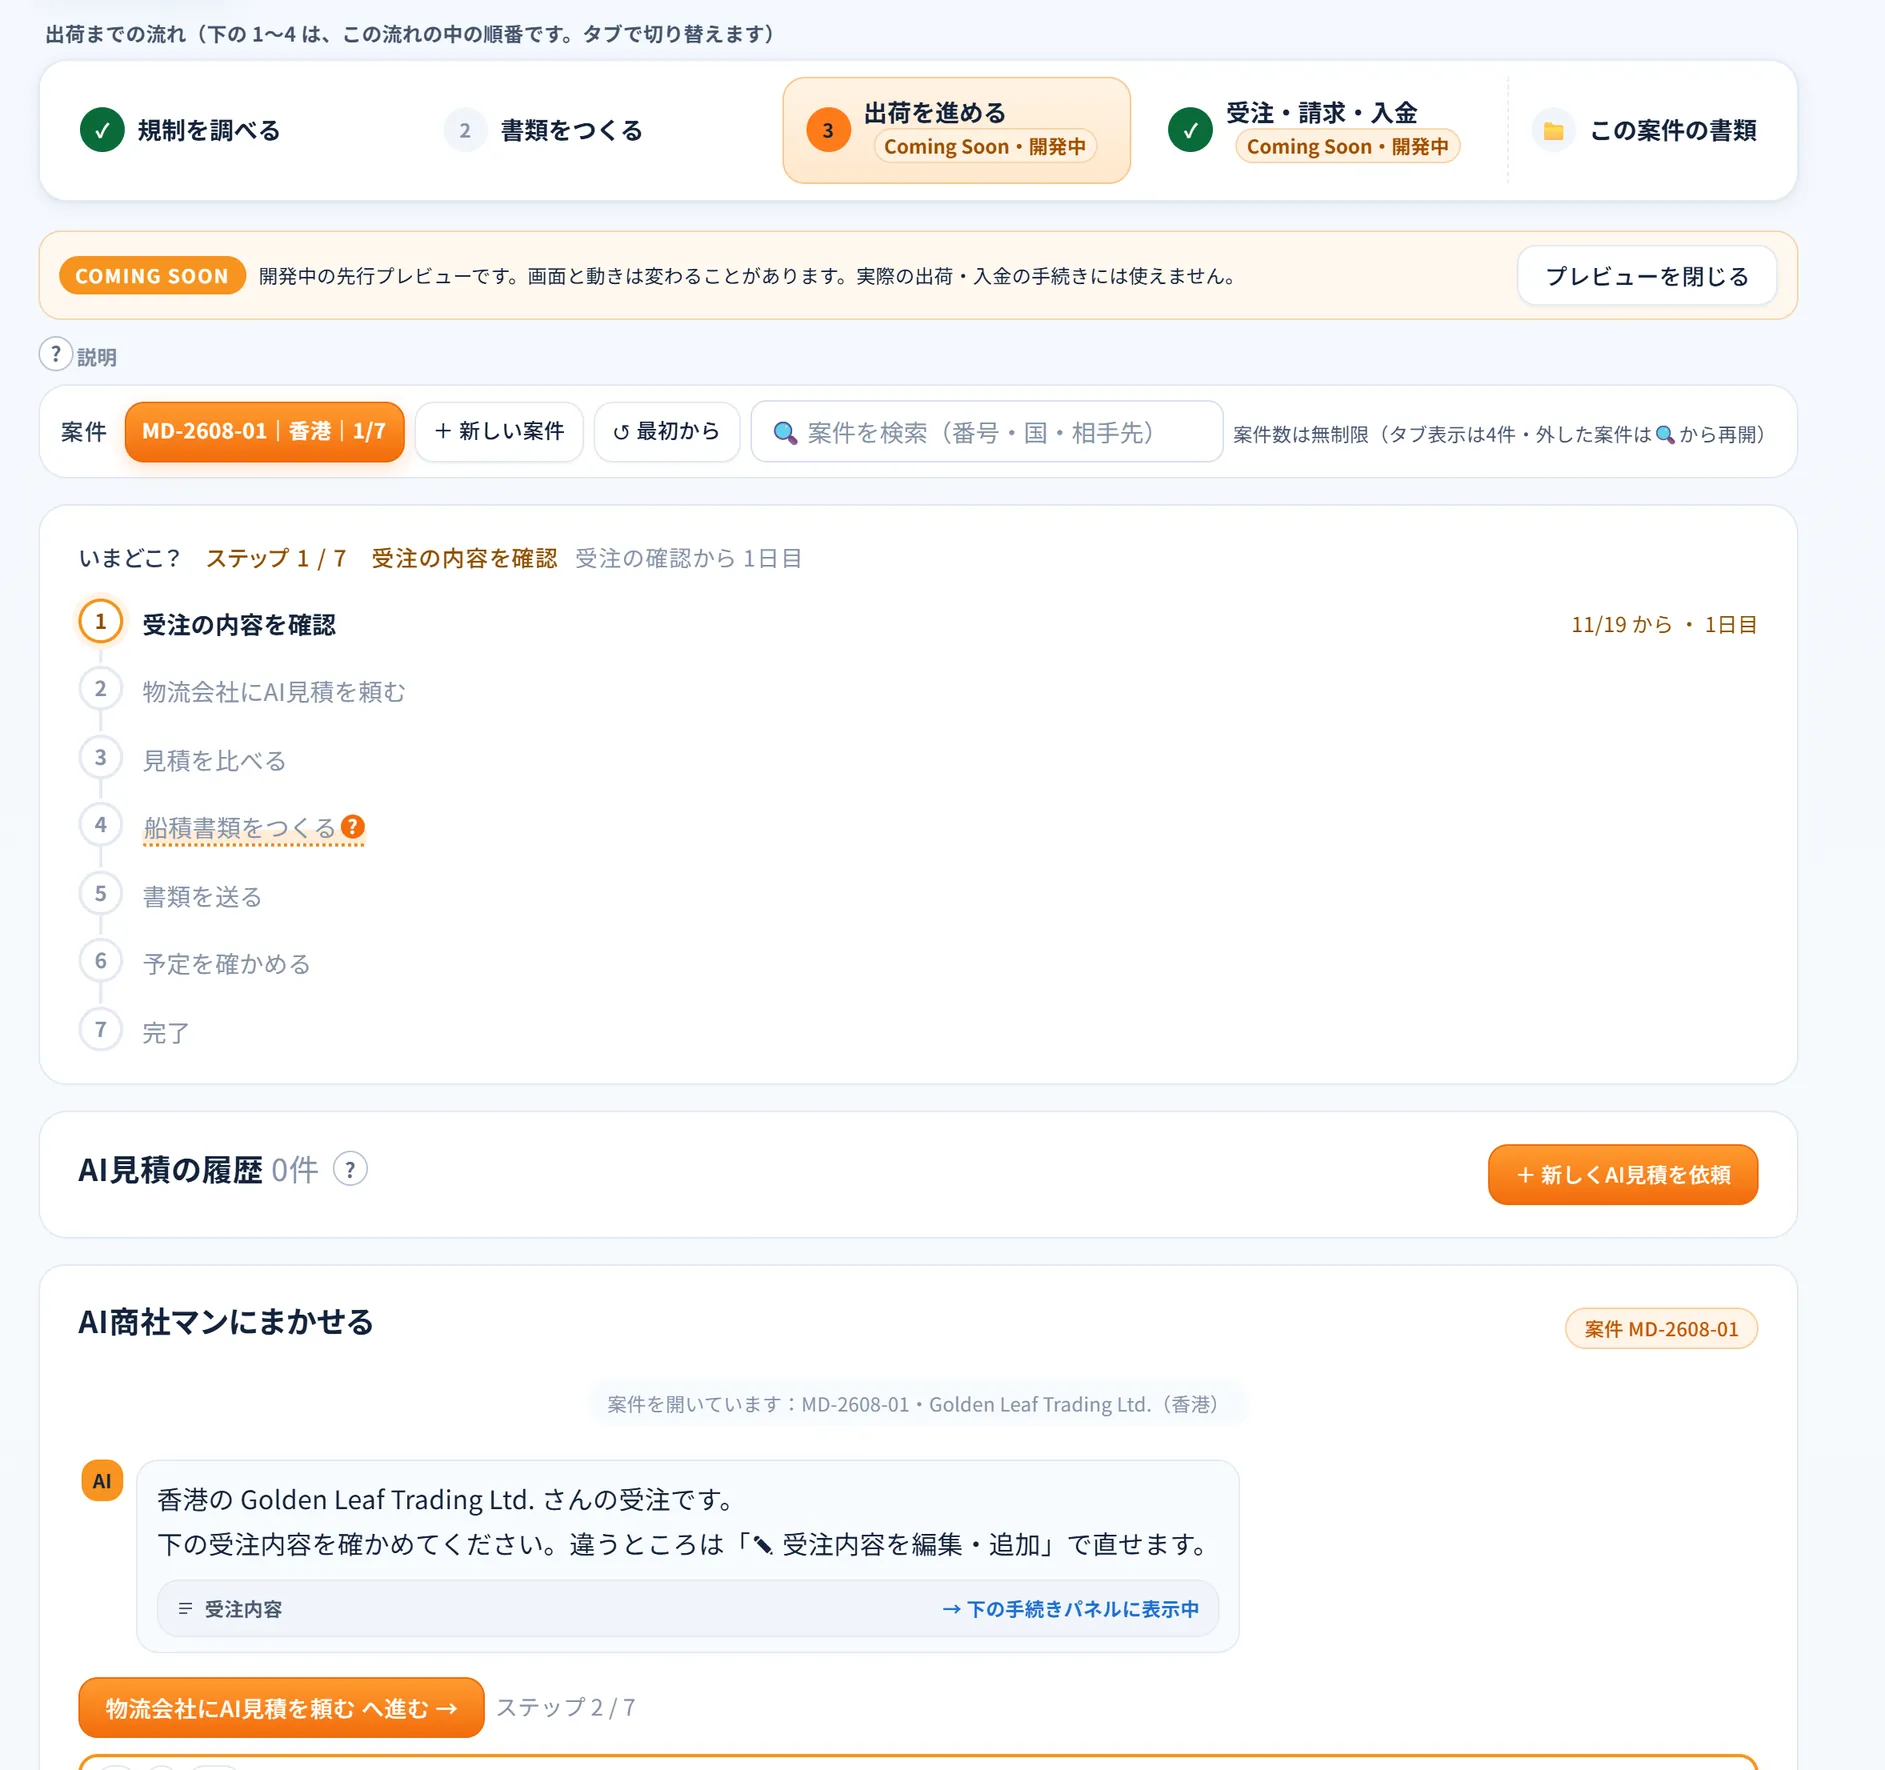 出荷までの流れ（下の 1〜4 は、この流れの中の順番です。タブで切り替えます）
✓ 規制を調べる
2 書類をつくる
3 出荷を進める
Coming Soon・開発中
✓ 受注・請求・入金
Coming Soon・開発中
📁 この案件の書類
COMING SOON 開発中の先行プレビューです。画面と動きは変わることがあります。実際の出荷・入金の手続きには使えません。 プレビューを閉じる
? 説明
案件 MD-2608-01｜香港｜1/7 ＋ 新しい案件 ↺ 最初から 🔍 案件を検索（番号・国・相手先） 案件数は無制限（タブ表示は4件・外した案件は🔍から再開）
いまどこ？ ステップ 1 / 7 受注の内容を確認 受注の確認から 1日目
1 受注の内容を確認 11/19 から ・ 1日目
2 物流会社にAI見積を頼む
3 見積を比べる
4 船積書類をつくる ?
5 書類を送る
6 予定を確かめる
7 完了
AI見積の履歴 0件 ? ＋ 新しくAI見積を依頼
AI商社マンにまかせる 案件 MD-2608-01
案件を開いています：MD-2608-01・Golden Leaf Trading Ltd.（香港）
AI 香港の Golden Leaf Trading Ltd. さんの受注です。
下の受注内容を確かめてください。違うところは「✎ 受注内容を編集・追加」で直せます。
受注内容 → 下の手続きパネルに表示中
物流会社にAI見積を頼む へ進む → ステップ 2 / 7